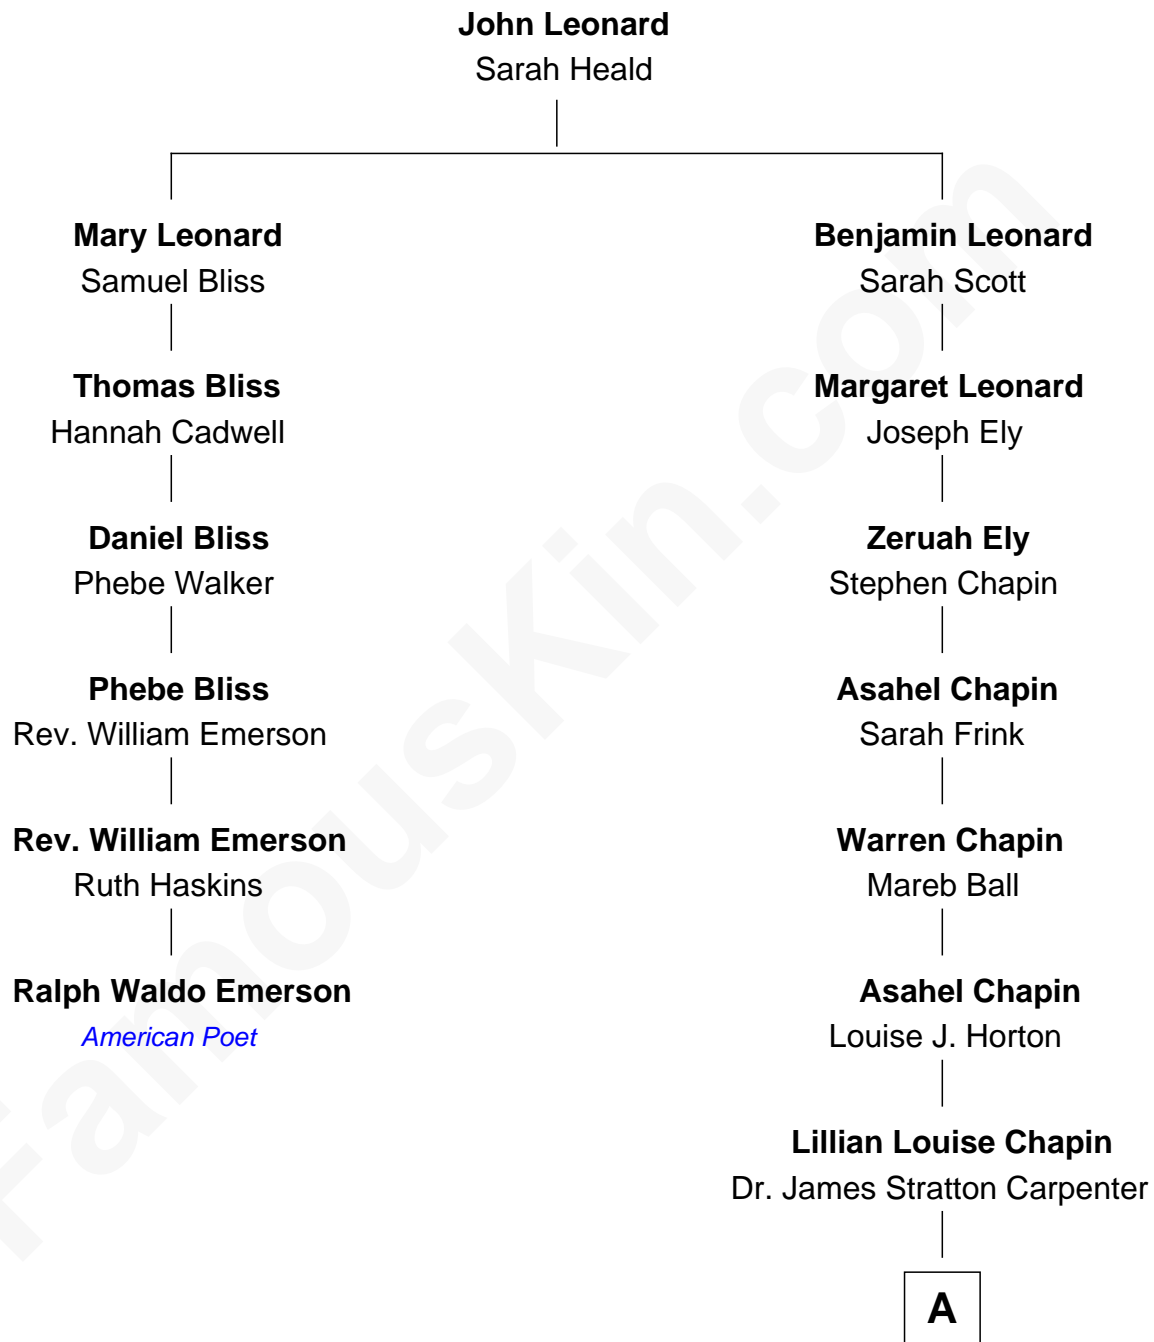 John Leonard
Sarah Heald
Mary Leonard
Samuel Bliss
Thomas Bliss
Hannah Cadwell
Daniel Bliss
Phebe Walker
Phebe Bliss
Rev. William Emerson
Rev. William Emerson
Ruth Haskins
Ralph Waldo Emerson
American Poet
Benjamin Leonard
Sarah Scott
Margaret Leonard
Joseph Ely
Zeruah Ely
Stephen Chapin
Asahel Chapin
Sarah Frink
Warren Chapin
Mareb Ball
Asahel Chapin
Louise J. Horton
Lillian Louise Chapin
Dr. James Stratton Carpenter
A
FamousKin.com